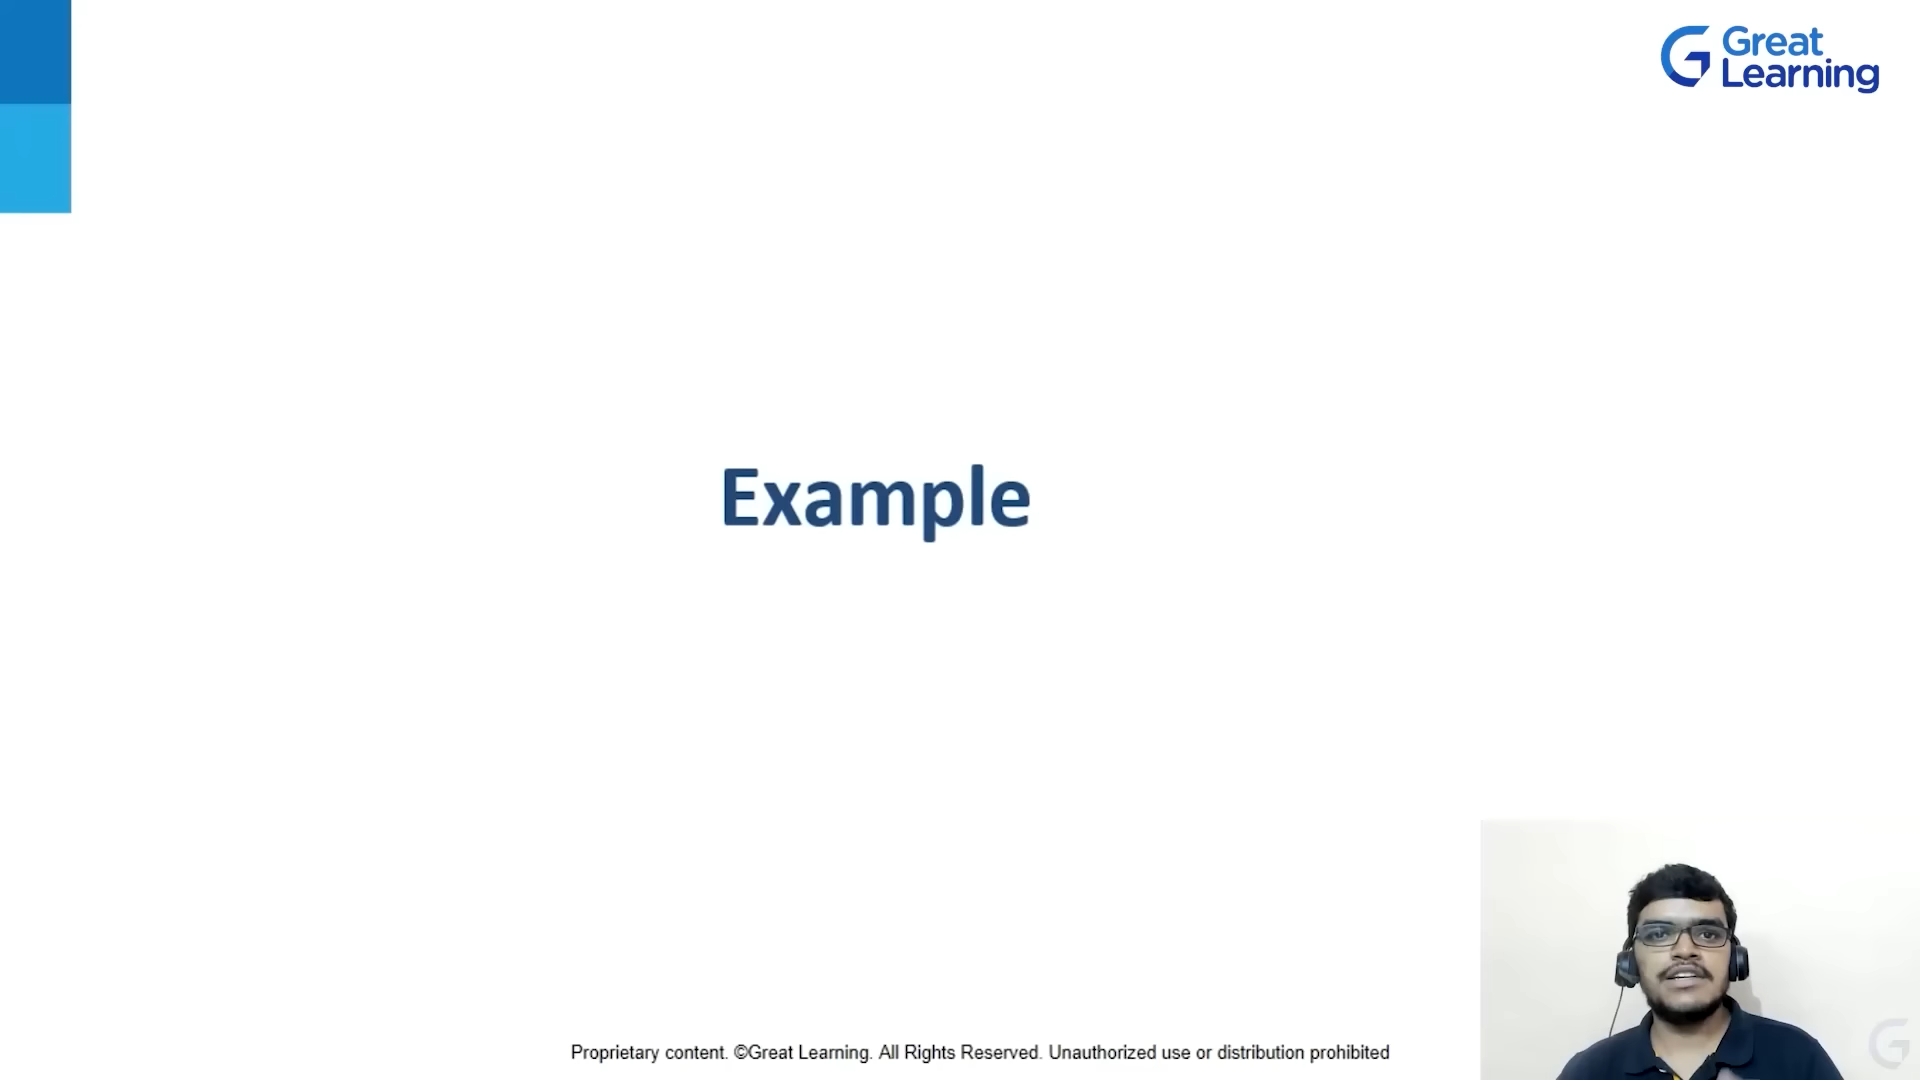 Great
Learning
Example
Proprietary content. ©Great Learning. All Rights Reserved. Unauthorized use or distribution prohibited